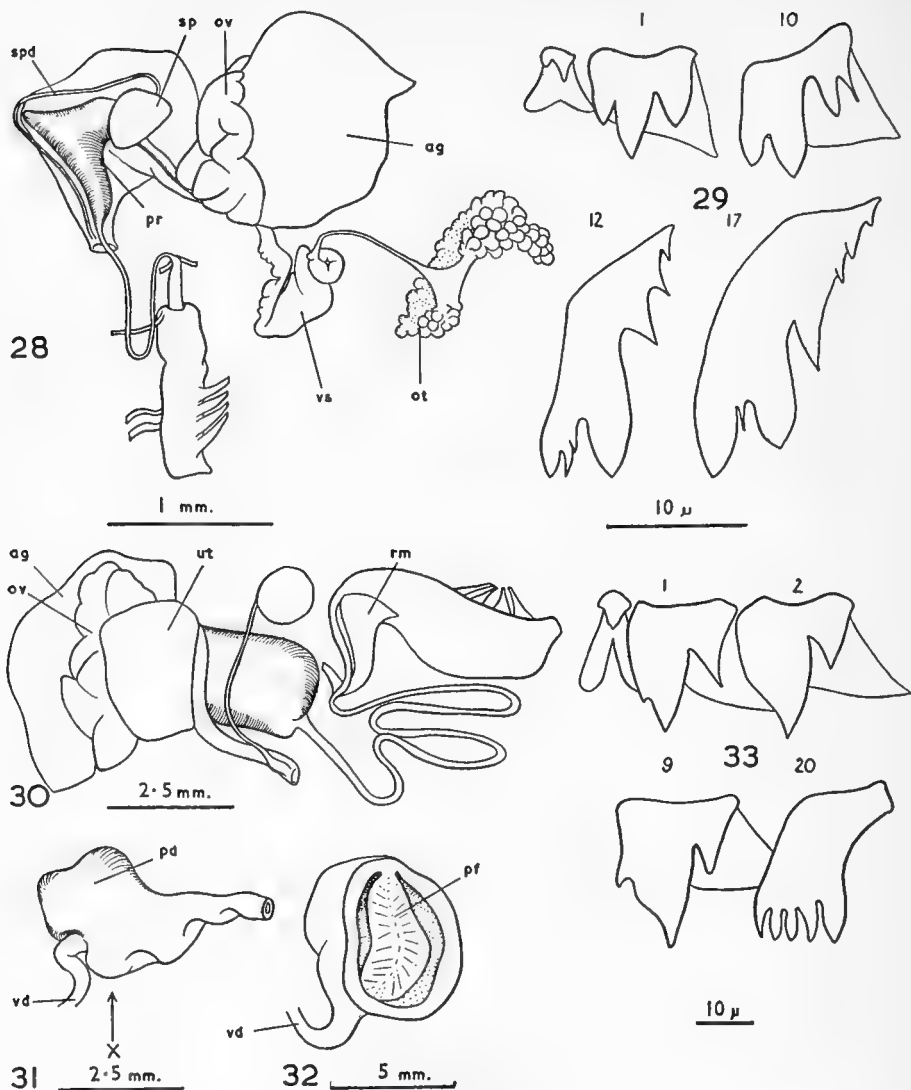 spd
sp
ov
ag
pr
vs
ot
28
1 mm.
1
10
29
12
17
10 μ
ag
ov
ut
rm
30
2·5 mm.
1
2
33
9
20
10 μ
pd
vd
X
31
2·5 mm.
pf
vd
32
5 mm.